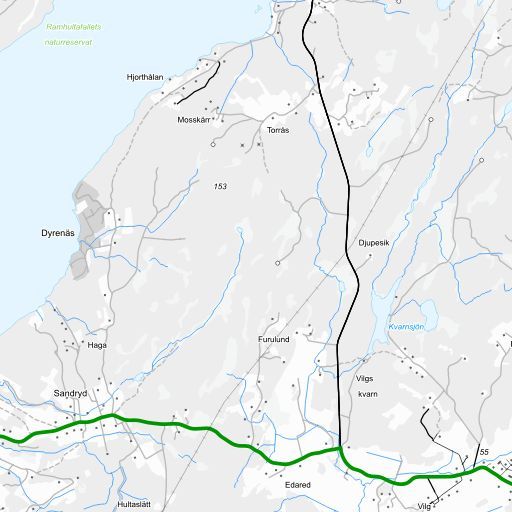 Ramhultafallets
naturreservat
Hjorthålan
Mosskärr
Torrås
153
Dyrenäs
Djupesik
Kvarnsjön
Haga
Furulund
Vilgs
kvarn
Sandryd
55
Edared
Hultaslätt
Vilg